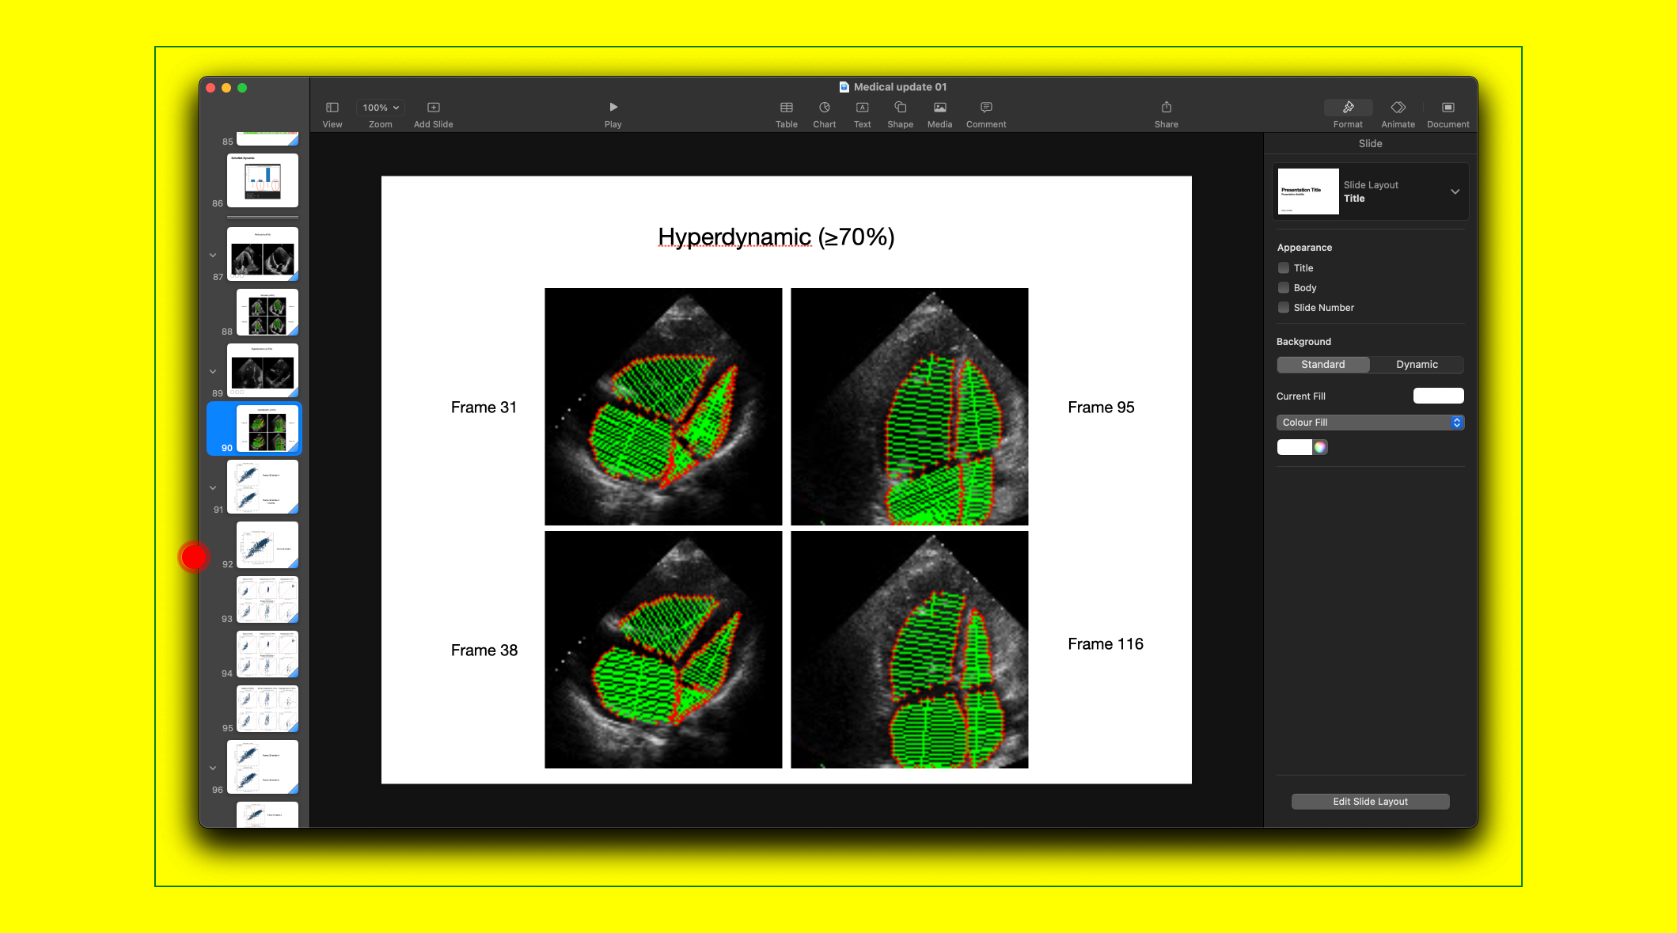 Medical update 01
View
100%
Zoom
Add Slide
Play
Table
Chart
Text
Shape
Media
Comment
Share
Format
Animate
Document
85
86
87
88
89
90
91
92
93
94
95
96
Hyperdynamic (≥70%)
Frame 31
Frame 95
Frame 38
Frame 116
Slide
Presentation Title
Slide Layout
Title
Appearance
Title
Body
Slide Number
Background
Standard
Dynamic
Current Fill
Colour Fill
Edit Slide Layout